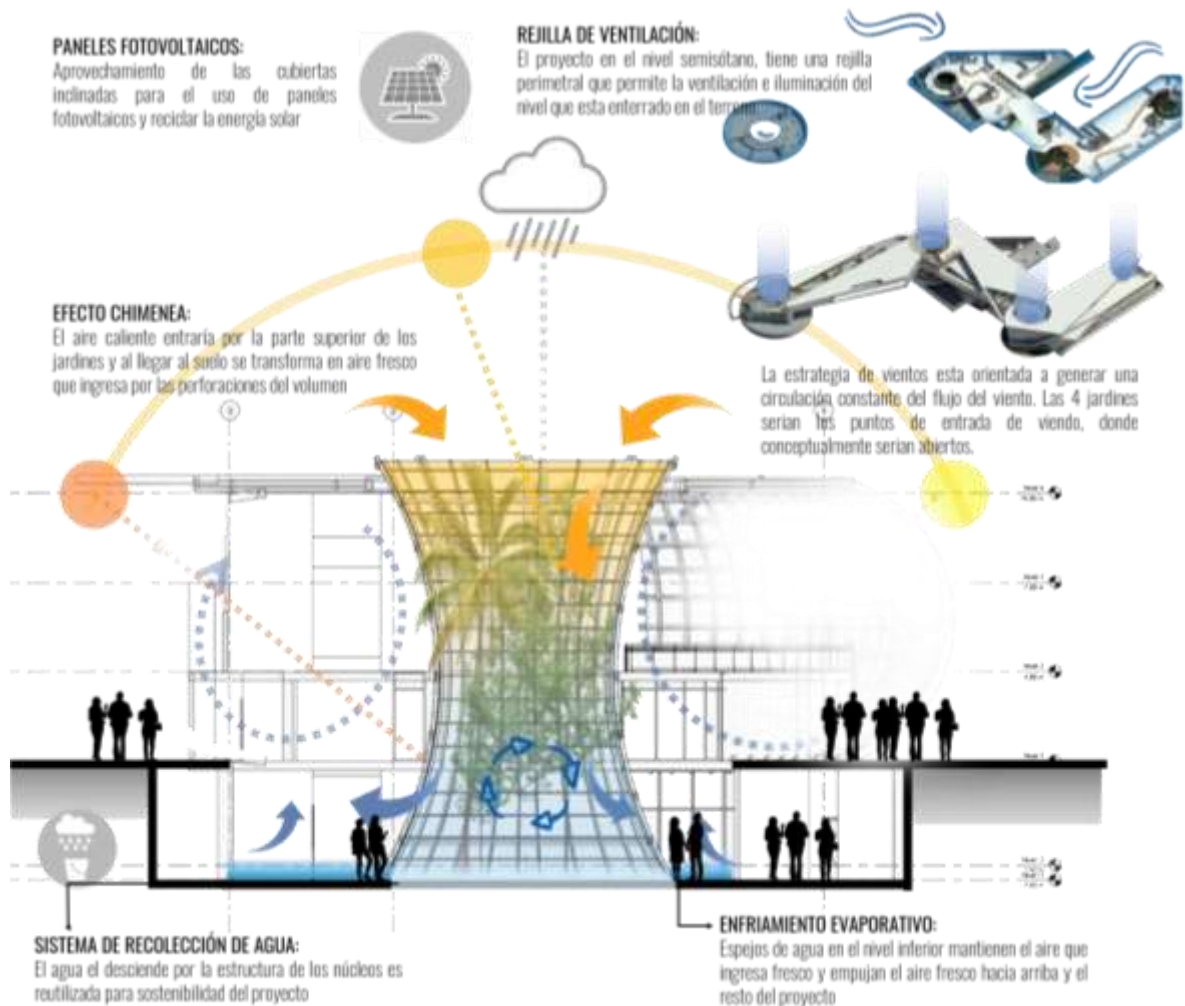 PANELES FOTOVOLTAICOS:
Aprovechamiento de las cubiertas
inclinadas para el uso de paneles
fotovoltaicos y reciclar la energía solar
REJILLA DE VENTILACIÓN:
El proyecto en el nivel semisótano, tiene una rejilla
perimetral que permite la ventilación e iluminación del
nivel que esta enterrado en el terreno
EFECTO CHIMENEA:
El aire caliente entraría por la parte superior de los
jardines y al llegar al suelo se transforma en aire fresco
que ingresa por las perforaciones del volumen
La estrategia de vientos esta orientada a generar una
circulación constante del flujo del viento. Las 4 jardines
serian los puntos de entrada de viendo, donde
conceptualmente serian abiertos.
SISTEMA DE RECOLECCIÓN DE AGUA:
El agua el desciende por la estructura de los núcleos es
reutilizada para sostenibilidad del proyecto
ENFRIAMIENTO EVAPORATIVO:
Espejos de agua en el nivel inferior mantienen el aire que
ingresa fresco y empujan el aire fresco hacia arriba y el
resto del proyecto